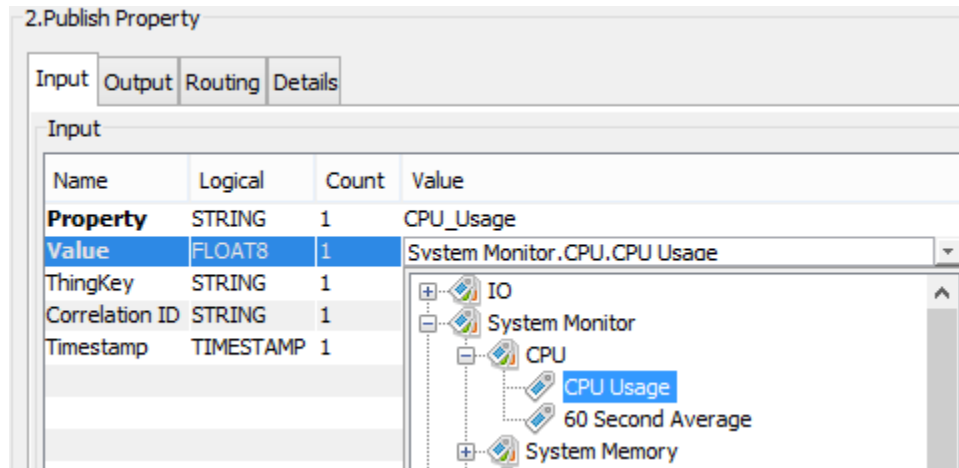 2.Publish Property
Input Output Routing Details
Input
Name Logical Count Value
Property STRING 1 CPU_Usage
Value FLOAT8 1 System Monitor.CPU.CPU Usage
ThingKey STRING 1
IO
Correlation ID STRING 1
System Monitor
Timestamp TIMESTAMP 1
CPU
CPU Usage
60 Second Average
System Memory